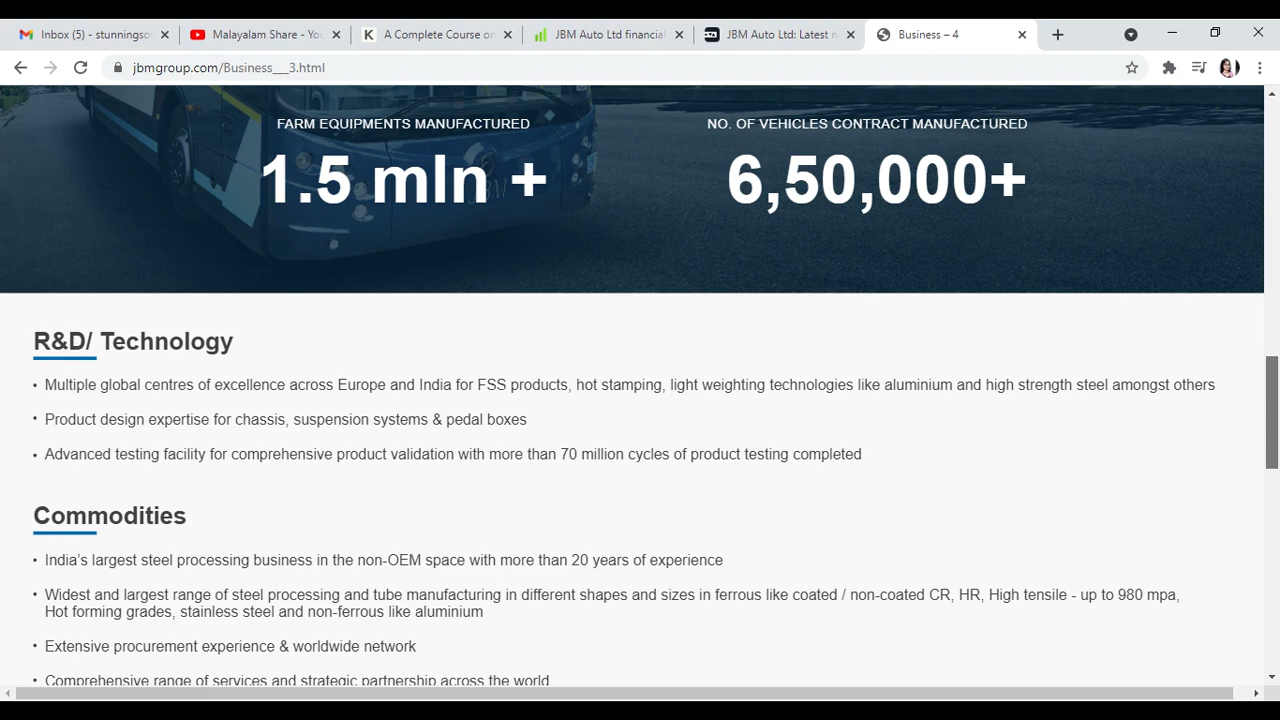 Inbox (5) - stunningso
Malayalam Share - Yo
A Complete Course on
JBM Auto Ltd financial
JBM Auto Ltd: Latest n
Business – 4
jbmgroup.com/Business___3.html
FARM EQUIPMENTS MANUFACTURED
NO. OF VEHICLES CONTRACT MANUFACTURED
1.5 mln +
6,50,000+
R&D/ Technology
• Multiple global centres of excellence across Europe and India for FSS products, hot stamping, light weighting technologies like aluminium and high strength steel amongst others
• Product design expertise for chassis, suspension systems & pedal boxes
• Advanced testing facility for comprehensive product validation with more than 70 million cycles of product testing completed
Commodities
• India’s largest steel processing business in the non-OEM space with more than 20 years of experience
• Widest and largest range of steel processing and tube manufacturing in different shapes and sizes in ferrous like coated / non-coated CR, HR, High tensile - up to 980 mpa,
Hot forming grades, stainless steel and non-ferrous like aluminium
• Extensive procurement experience & worldwide network
• Comprehensive range of services and strategic partnership across the world